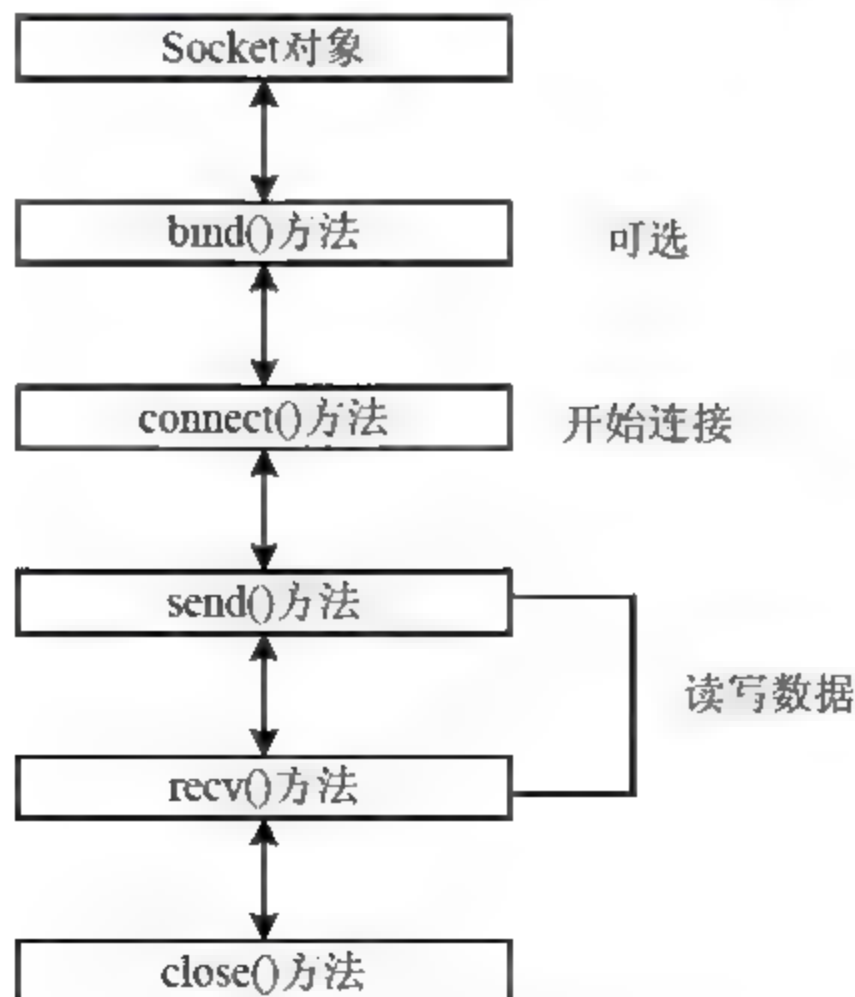 Socket对象
bind()方法
可选
connect()方法
开始连接
send()方法
读写数据
recv()方法
close()方法